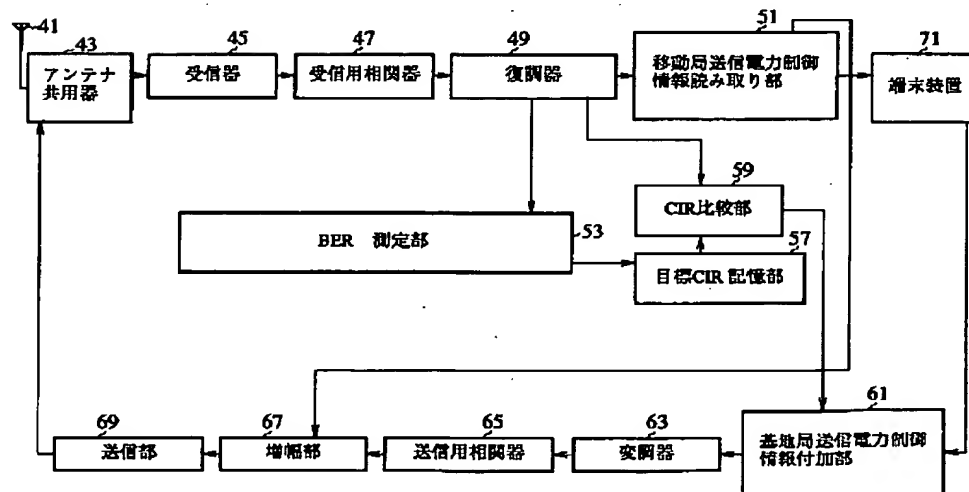 41
43
アンテナ
共用器
45
受信器
47
受信用相関器
49
復調器
51
移動局送信電力制御
情報読み取り部
71
端末装置
59
CIR比較部
BER 測定部
53
57
目標CIR記憶部
61
基地局送信電力制御
情報付加部
63
変調器
65
送信用相関器
67
増幅部
69
送信部